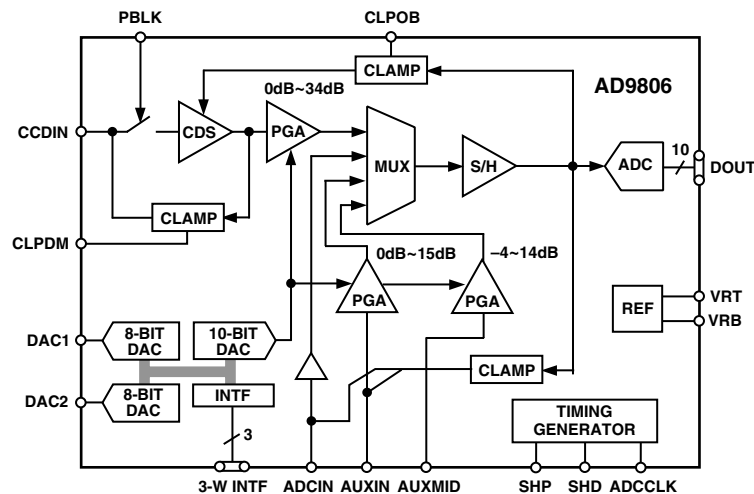 PBLK
CLPOB
CLAMP
AD9806
0dB~34dB
CCDIN
CDS
PGA
MUX
S/H
ADC
10
DOUT
CLAMP
CLPDM
0dB~15dB
–4~14dB
PGA
PGA
REF
VRT
VRB
DAC1
8-BIT
DAC
10-BIT
DAC
CLAMP
DAC2
8-BIT
DAC
INTF
TIMING
GENERATOR
3
3-W INTF
ADCIN
AUXIN
AUXMID
SHP
SHD
ADCCLK